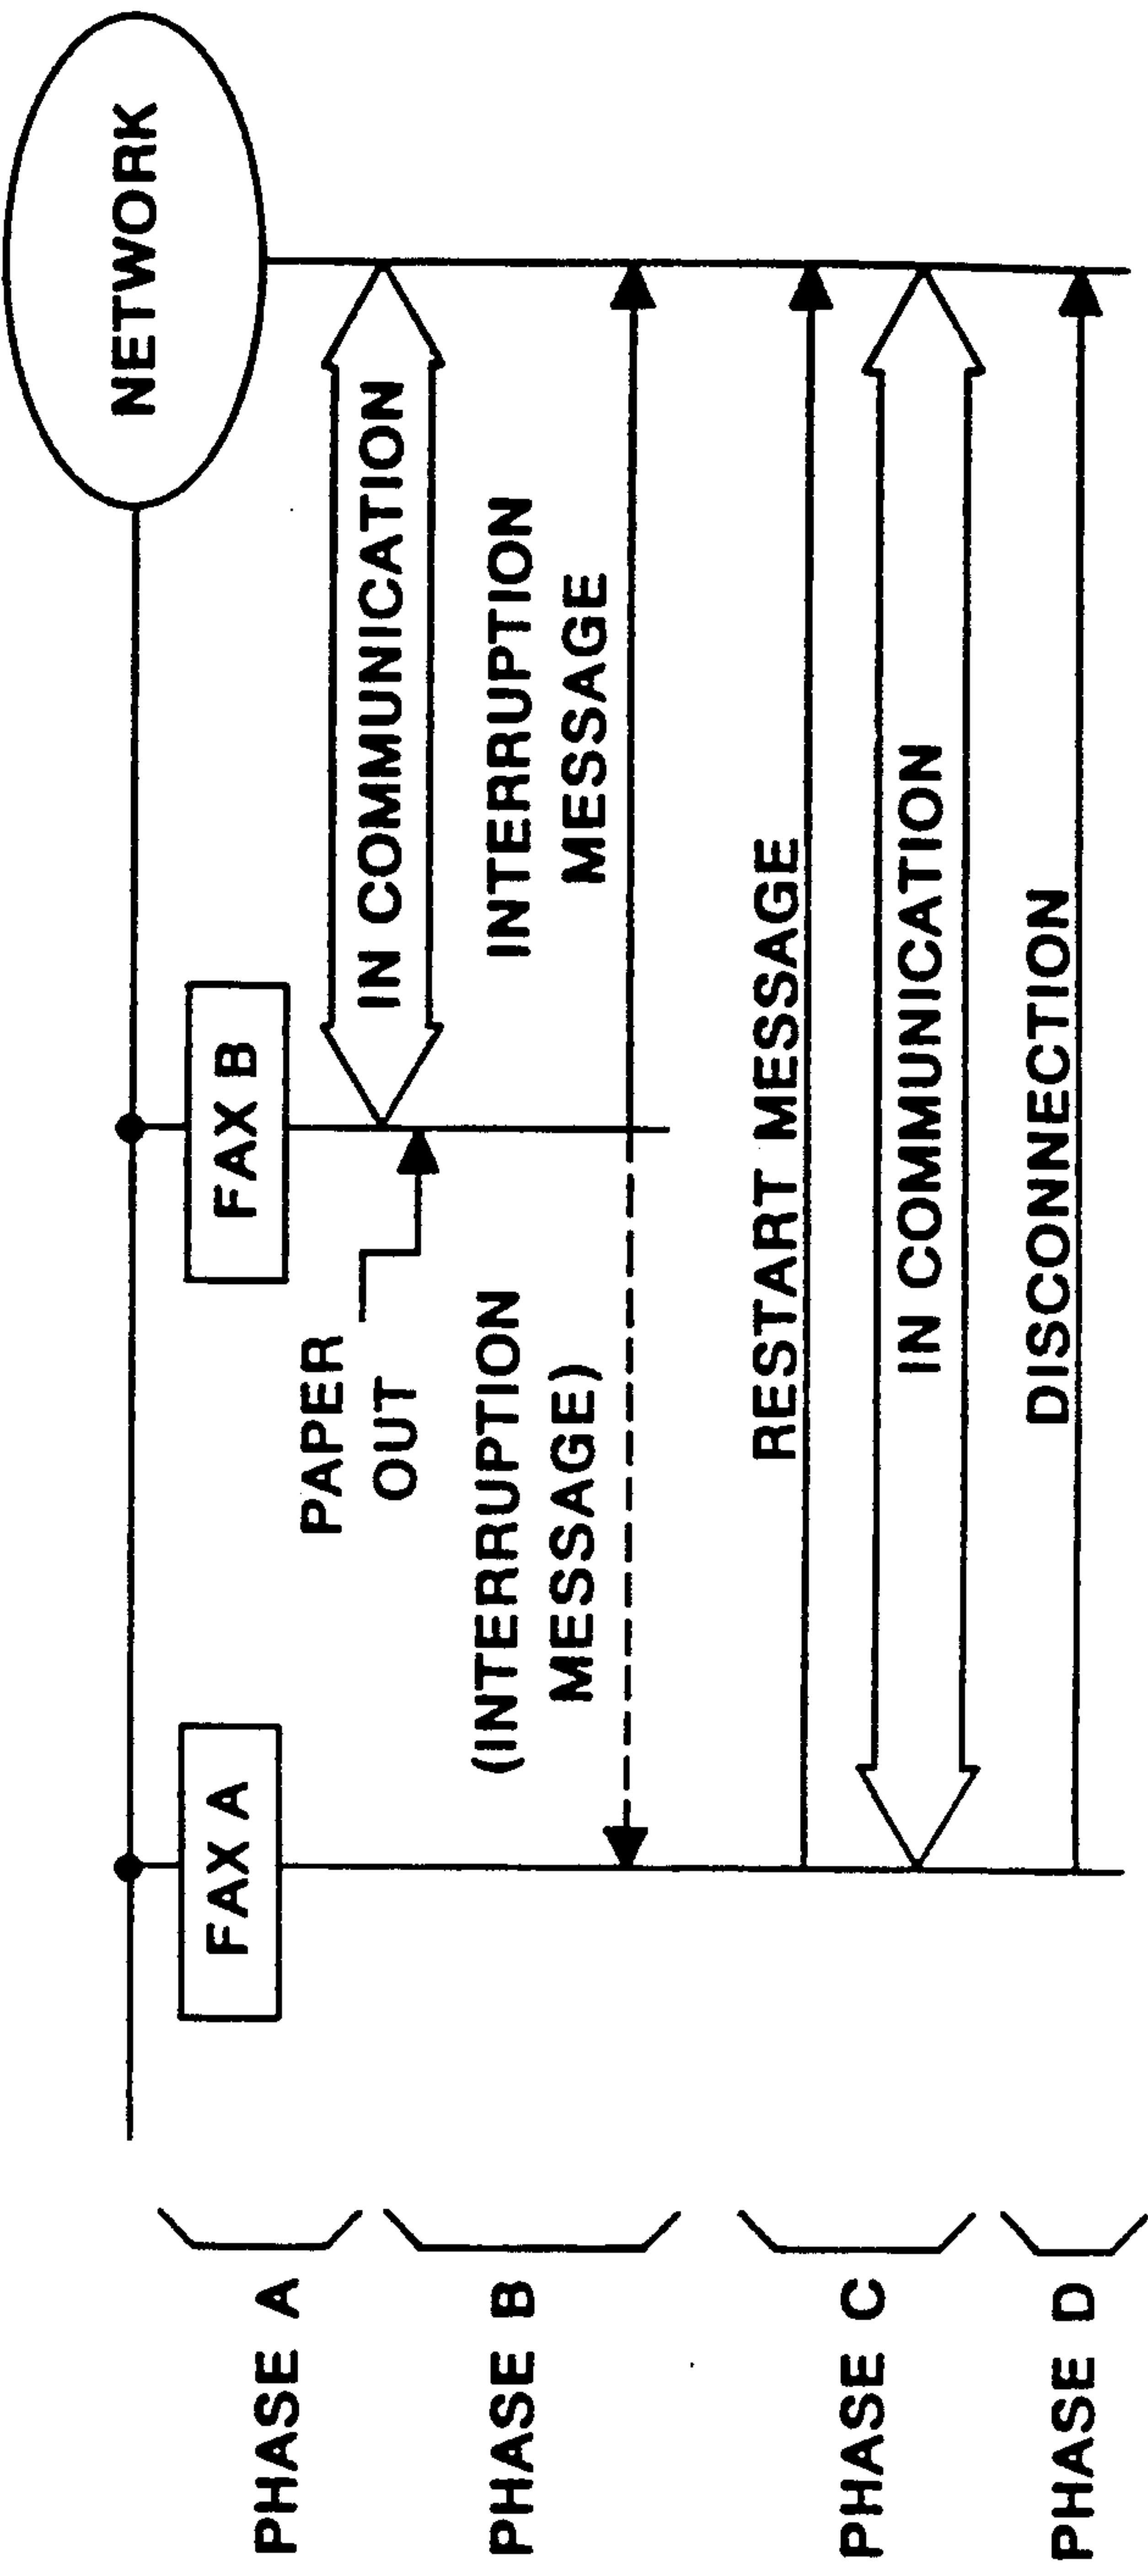 NETWORK
FAX B
FAX A
PHASE A
IN COMMUNICATION
PAPER
OUT
PHASE B
INTERRUPTION
MESSAGE
(INTERRUPTION
MESSAGE)
PHASE C
RESTART MESSAGE
IN COMMUNICATION
PHASE D
DISCONNECTION